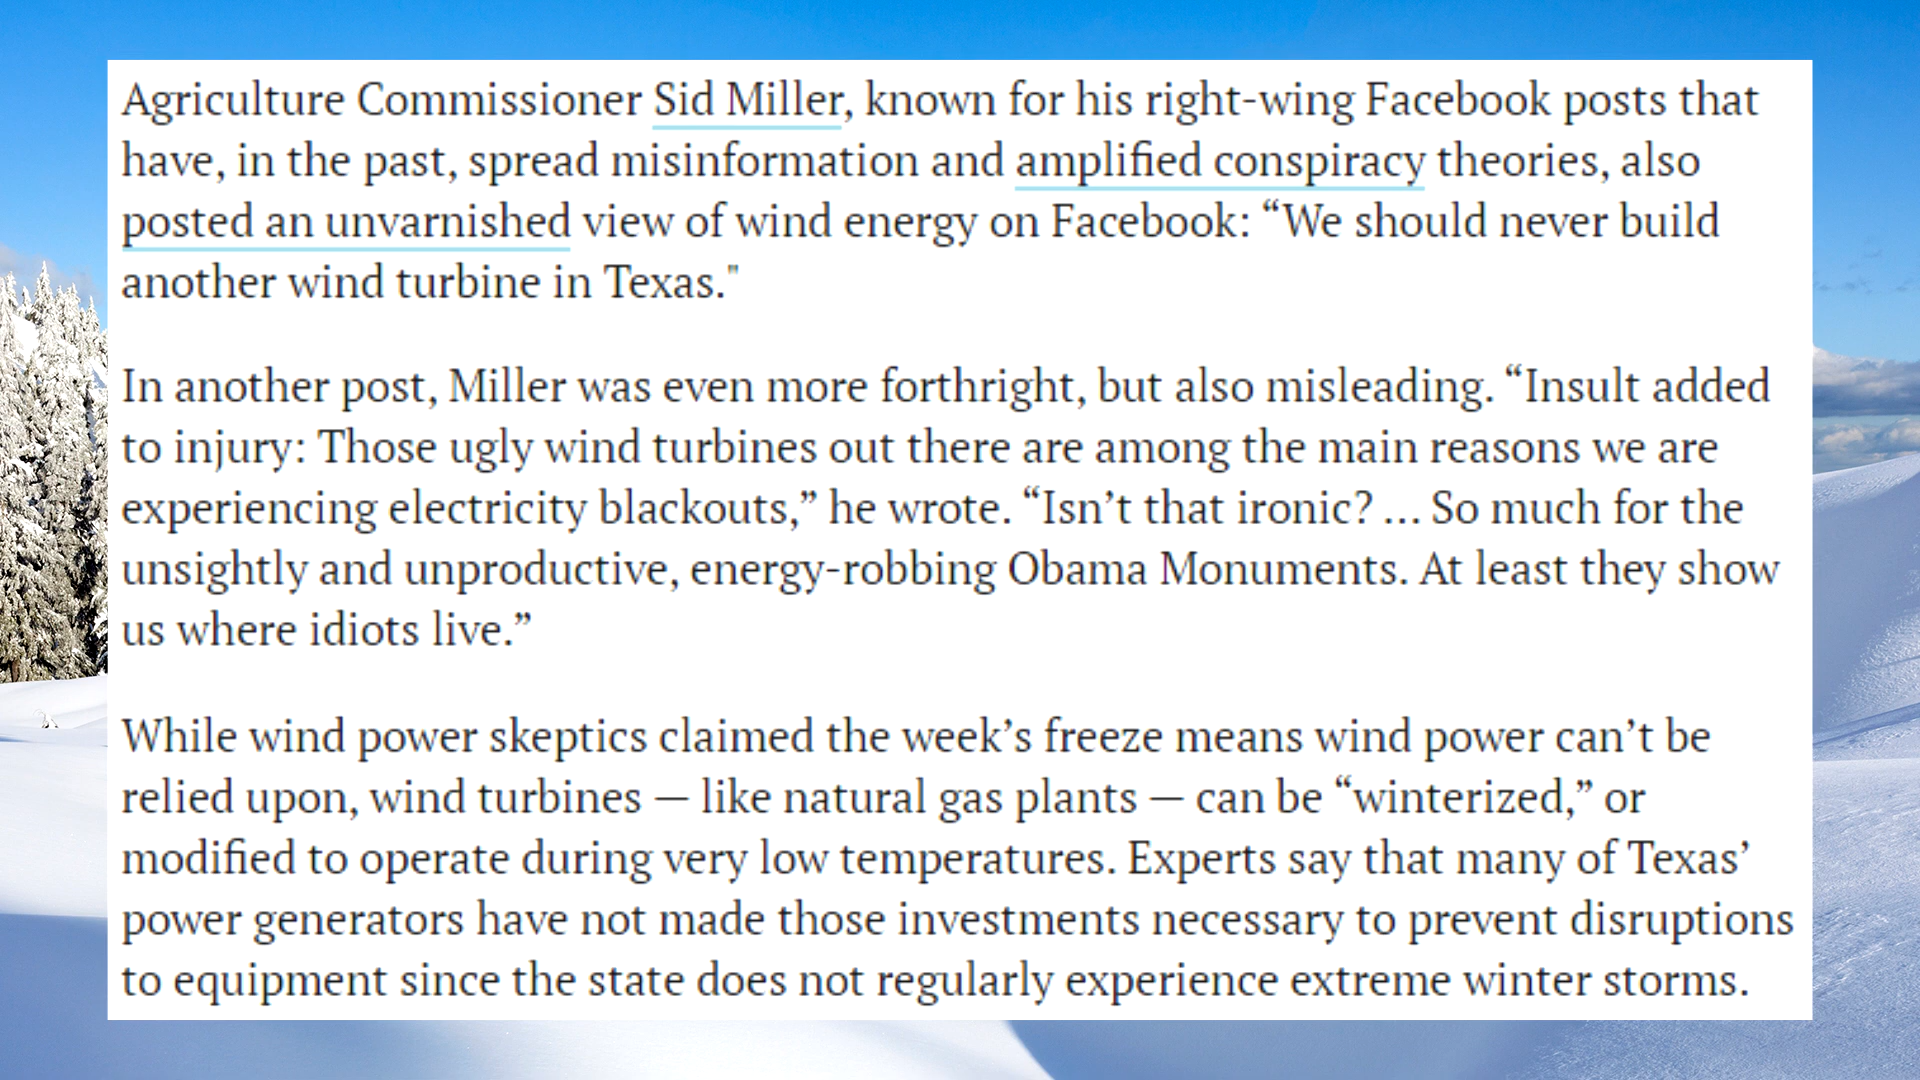 Agriculture Commissioner Sid Miller, known for his right-wing Facebook posts that
have, in the past, spread misinformation and amplified conspiracy theories, also
posted an unvarnished view of wind energy on Facebook: “We should never build
another wind turbine in Texas."
In another post, Miller was even more forthright, but also misleading. “Insult added
to injury: Those ugly wind turbines out there are among the main reasons we are
experiencing electricity blackouts,” he wrote. “Isn’t that ironic? ... So much for the
unsightly and unproductive, energy-robbing Obama Monuments. At least they show
us where idiots live.”
While wind power skeptics claimed the week’s freeze means wind power can’t be
relied upon, wind turbines — like natural gas plants — can be “winterized,” or
modified to operate during very low temperatures. Experts say that many of Texas’
power generators have not made those investments necessary to prevent disruptions
to equipment since the state does not regularly experience extreme winter storms.